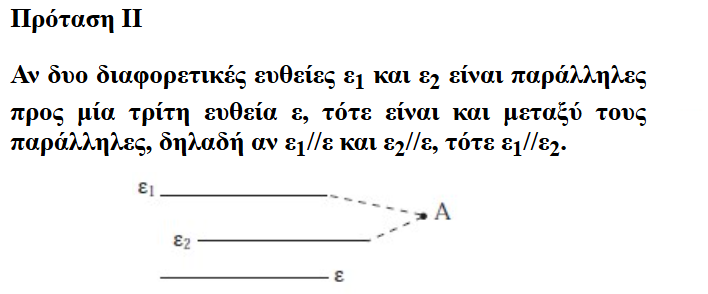 Πρόταση ΙΙ
Αν δυο διαφορετικές ευθείες ε₁ και ε₂ είναι παράλληλες
προς μία τρίτη ευθεία ε, τότε είναι και μεταξύ τους
παράλληλες, δηλαδή αν ε₁//ε και ε₂//ε, τότε ε₁//ε₂.
ε₁
A
ε₂
ε